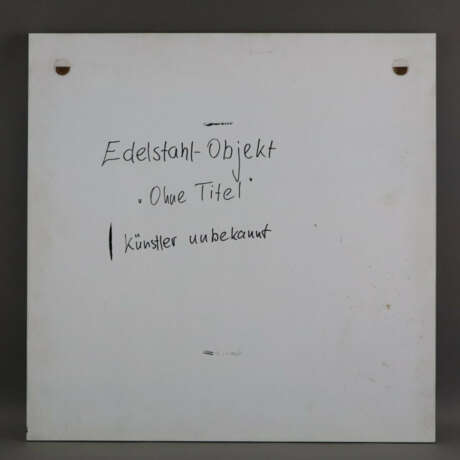 Edelstahl-Objekt
"Ohne Titel"
Künstler unbekannt